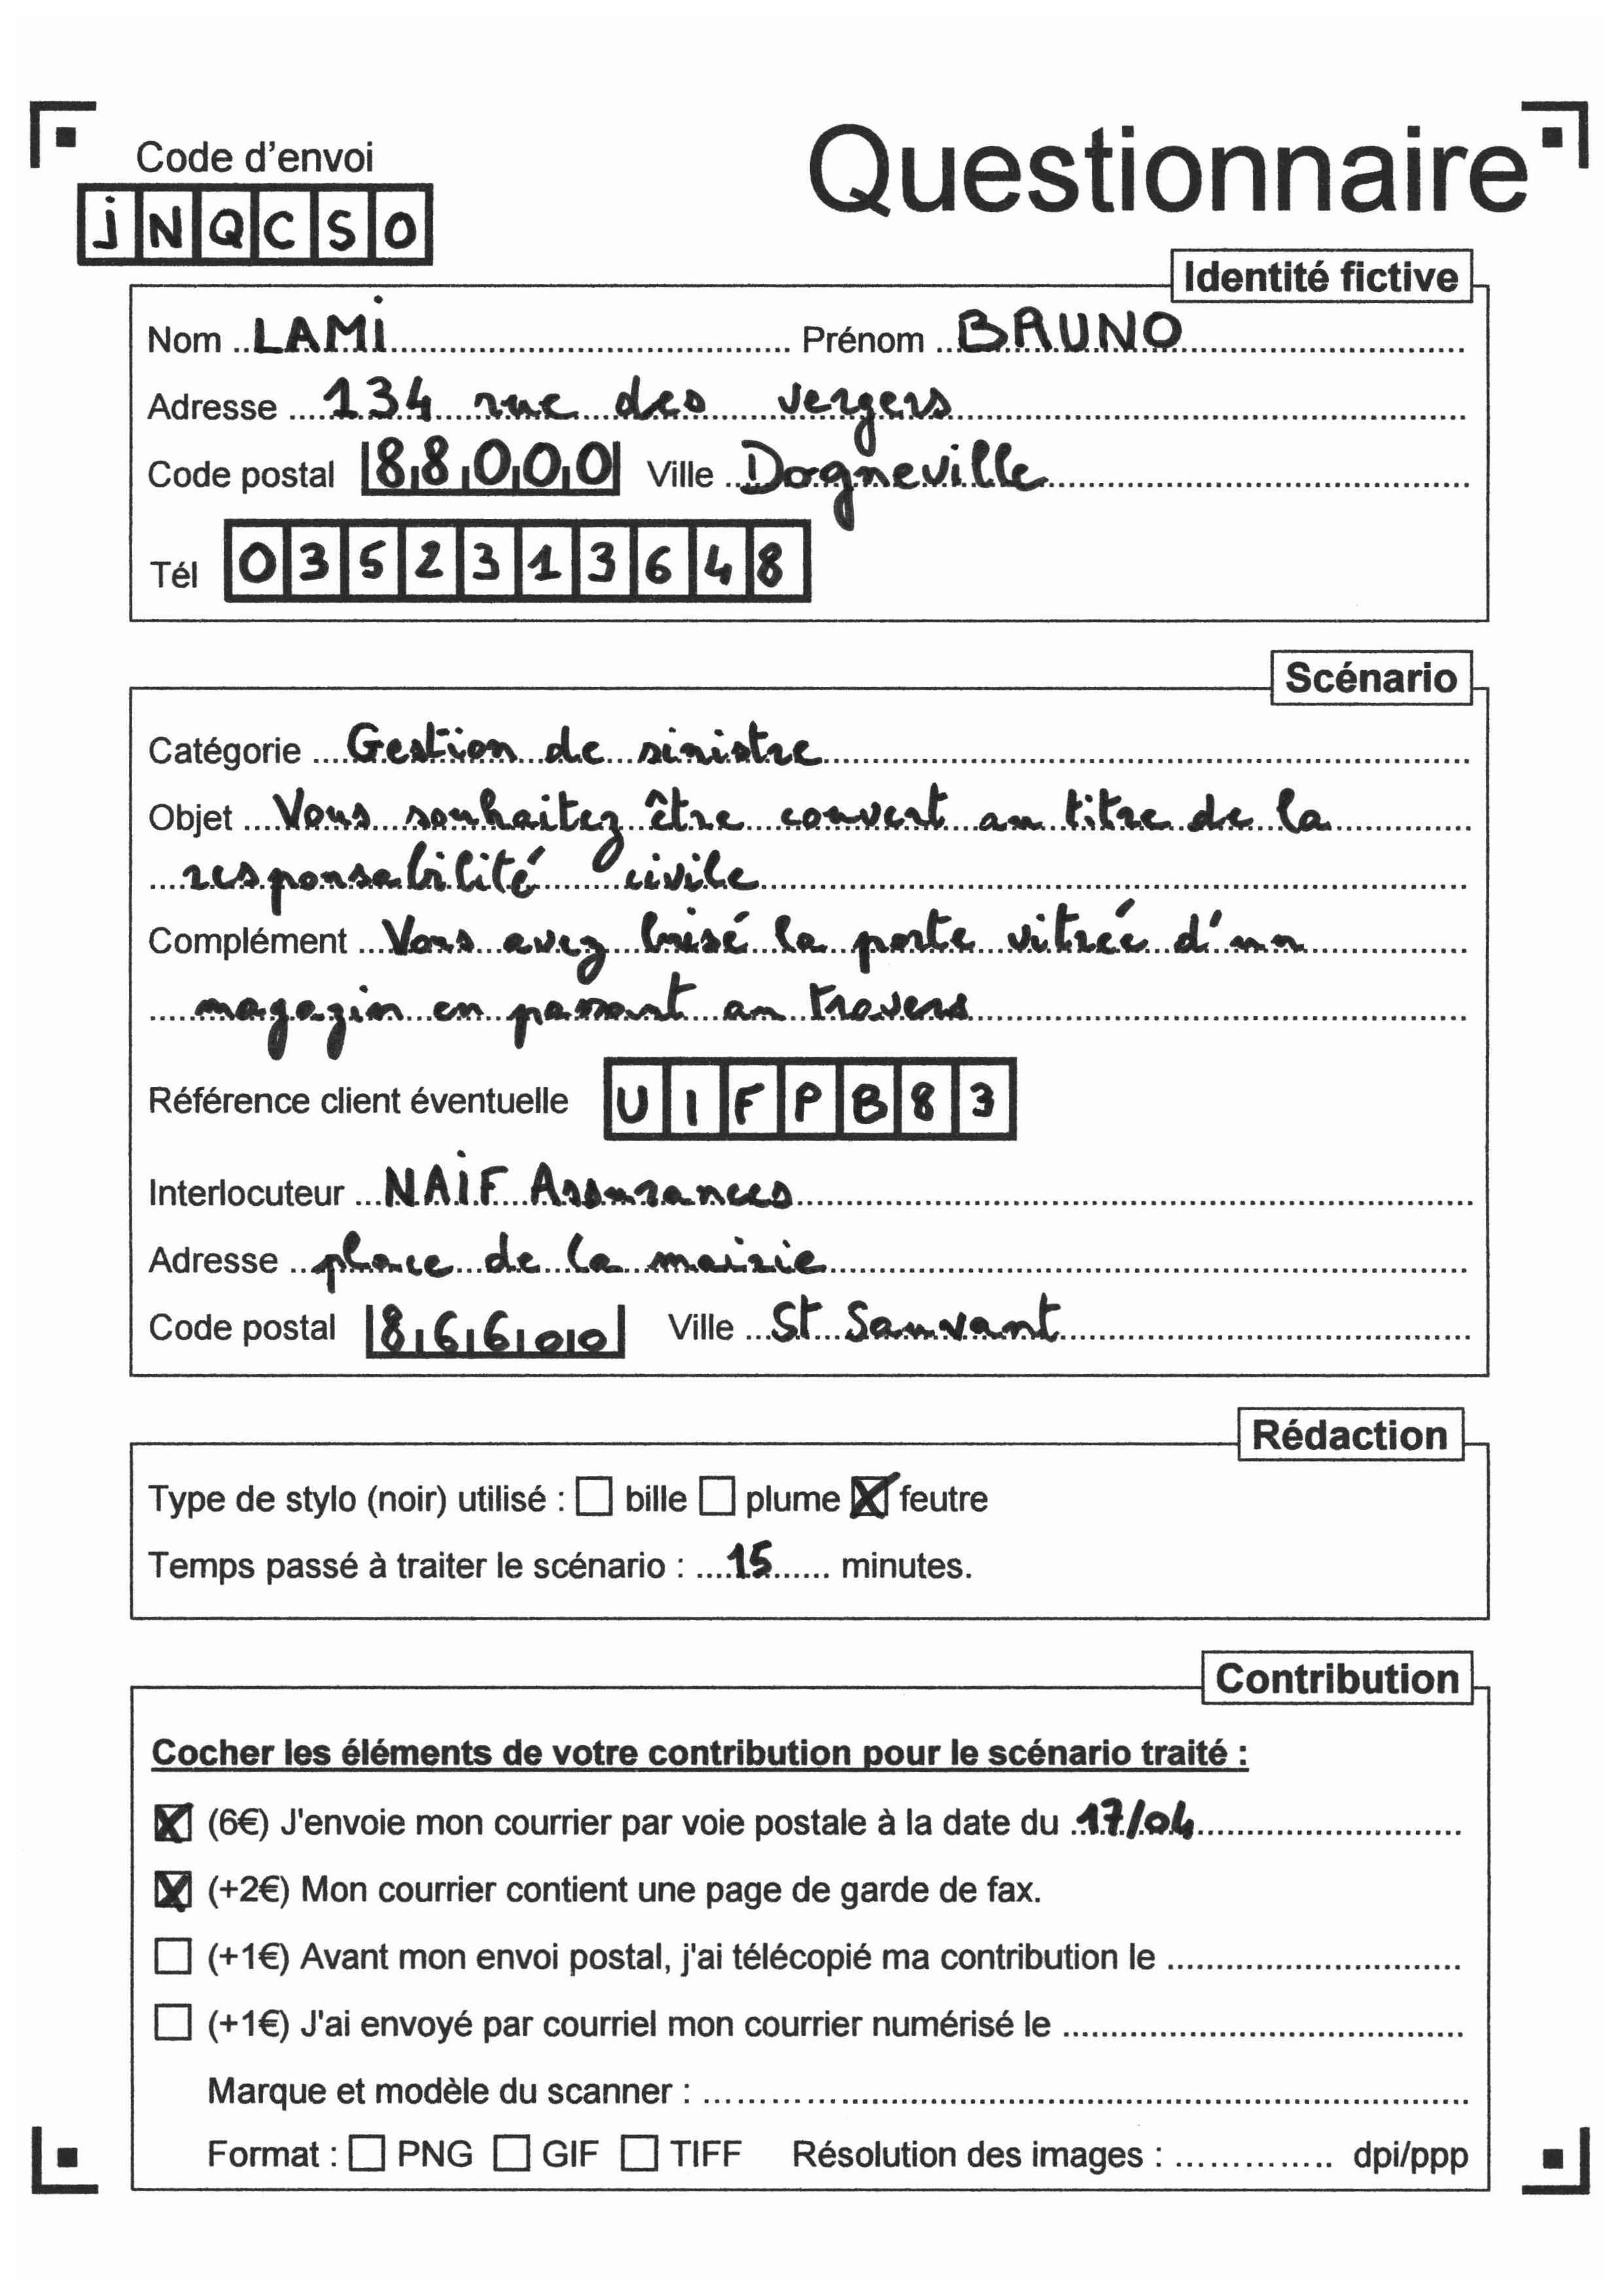 Code d'envoi
Questionnaire
jNQCSO
Identité fictive
Nom LAMi Prénom BRUNO
Adresse 134 rue des vergers
Code postal 88000 Ville Dogneville
Tél 0352313648
Scénario
Catégorie Gestion de sinistre
Objet Vous souhaitez être couvert au titre de la
responsabilité civile
Complément Vous avez brisé la porte vitrée d'un
magazin en passant au travers
Référence client éventuelle UIFPB83
Interlocuteur NAiF Assurances
Adresse place de la mairie
Code postal 86600 Ville St Sauvant
Rédaction
Type de stylo (noir) utilisé : ☐ bille ☐ plume ☒ feutre
Temps passé à traiter le scénario : 15 minutes.
Contribution
Cocher les éléments de votre contribution pour le scénario traité :
☒ (6€) J'envoie mon courrier par voie postale à la date du 17/04
☒ (+2€) Mon courrier contient une page de garde de fax.
☐ (+1€) Avant mon envoi postal, j'ai télécopié ma contribution le
☐ (+1€) J'ai envoyé par courriel mon courrier numérisé le
Marque et modèle du scanner :
Format : ☐ PNG ☐ GIF ☐ TIFF Résolution des images : dpi/ppp